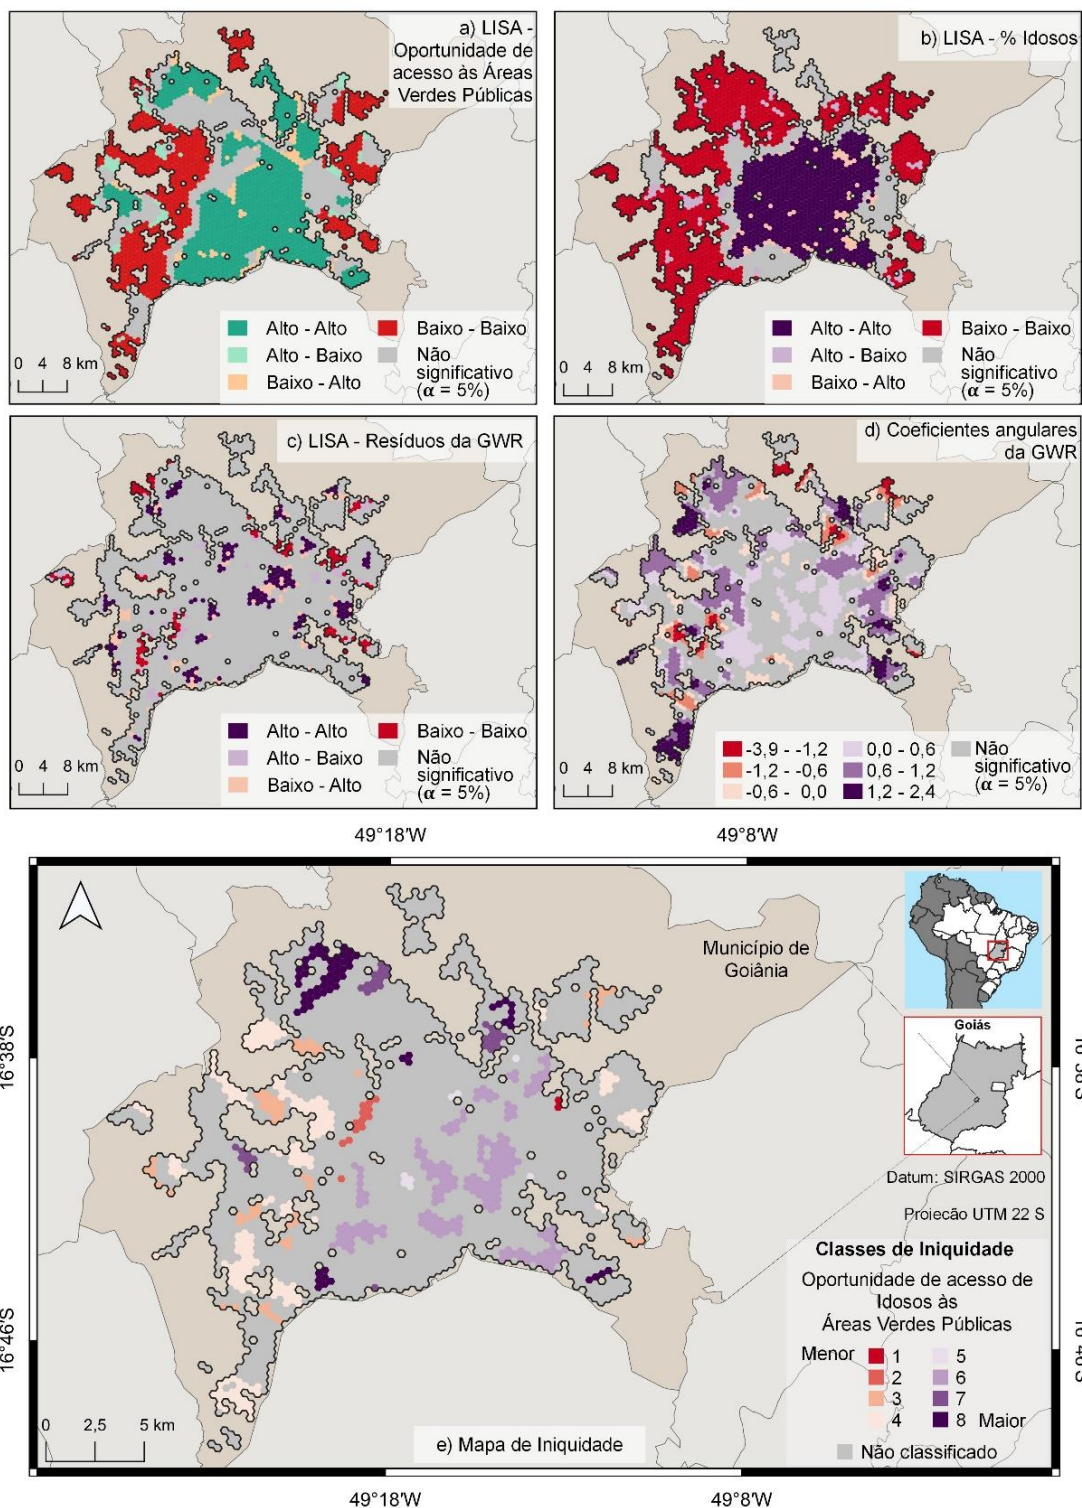 a) LISA -
Oportunidade de
acesso às Áreas
Verdes Públicas
Alto - Alto
Baixo - Baixo
Alto - Baixo
Não
significativo
(α = 5%)
Baixo - Alto
0 4 8 km
b) LISA - % Idosos
Alto - Alto
Baixo - Baixo
Alto - Baixo
Não
significativo
(α = 5%)
Baixo - Alto
0 4 8 km
c) LISA - Resíduos da GWR
Alto - Alto
Baixo - Baixo
Alto - Baixo
Não
significativo
(α = 5%)
Baixo - Alto
0 4 8 km
d) Coeficientes angulares
da GWR
-3,9 - -1,2
0,0 - 0,6
Não
significativo
(α = 5%)
-1,2 - -0,6
0,6 - 1,2
-0,6 - 0,0
1,2 - 2,4
0 4 8 km
49°18'W
49°8'W
Município de
Goiânia
Goiás
16°38'S
16°38'S
Datum: SIRGAS 2000
Projecão UTM 22 S
Classes de Iniquidade
Oportunidade de acesso de
Idosos às
Áreas Verdes Públicas
Menor 1 5
2 6
3 7
4 8 Maior
Não classificado
16°46'S
16°46'S
0 2,5 5 km
e) Mapa de Iniquidade
49°18'W
49°8'W